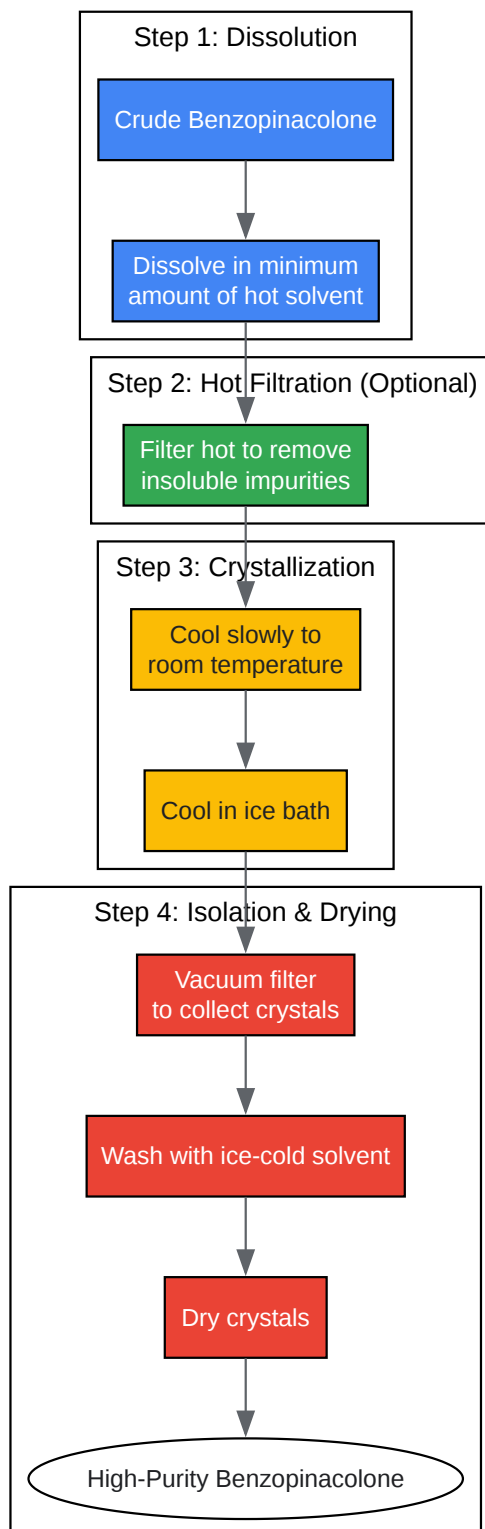 Step 1: Dissolution
Crude Benzopinacolone
Dissolve in minimum
amount of hot solvent
Step 2: Hot Filtration (Optional)
Filter hot to remove
insoluble impurities
Step 3: Crystallization
Cool slowly to
room temperature
Cool in ice bath
Step 4: Isolation & Drying
Vacuum filter
to collect crystals
Wash with ice-cold solvent
Dry crystals
High-Purity Benzopinacolone